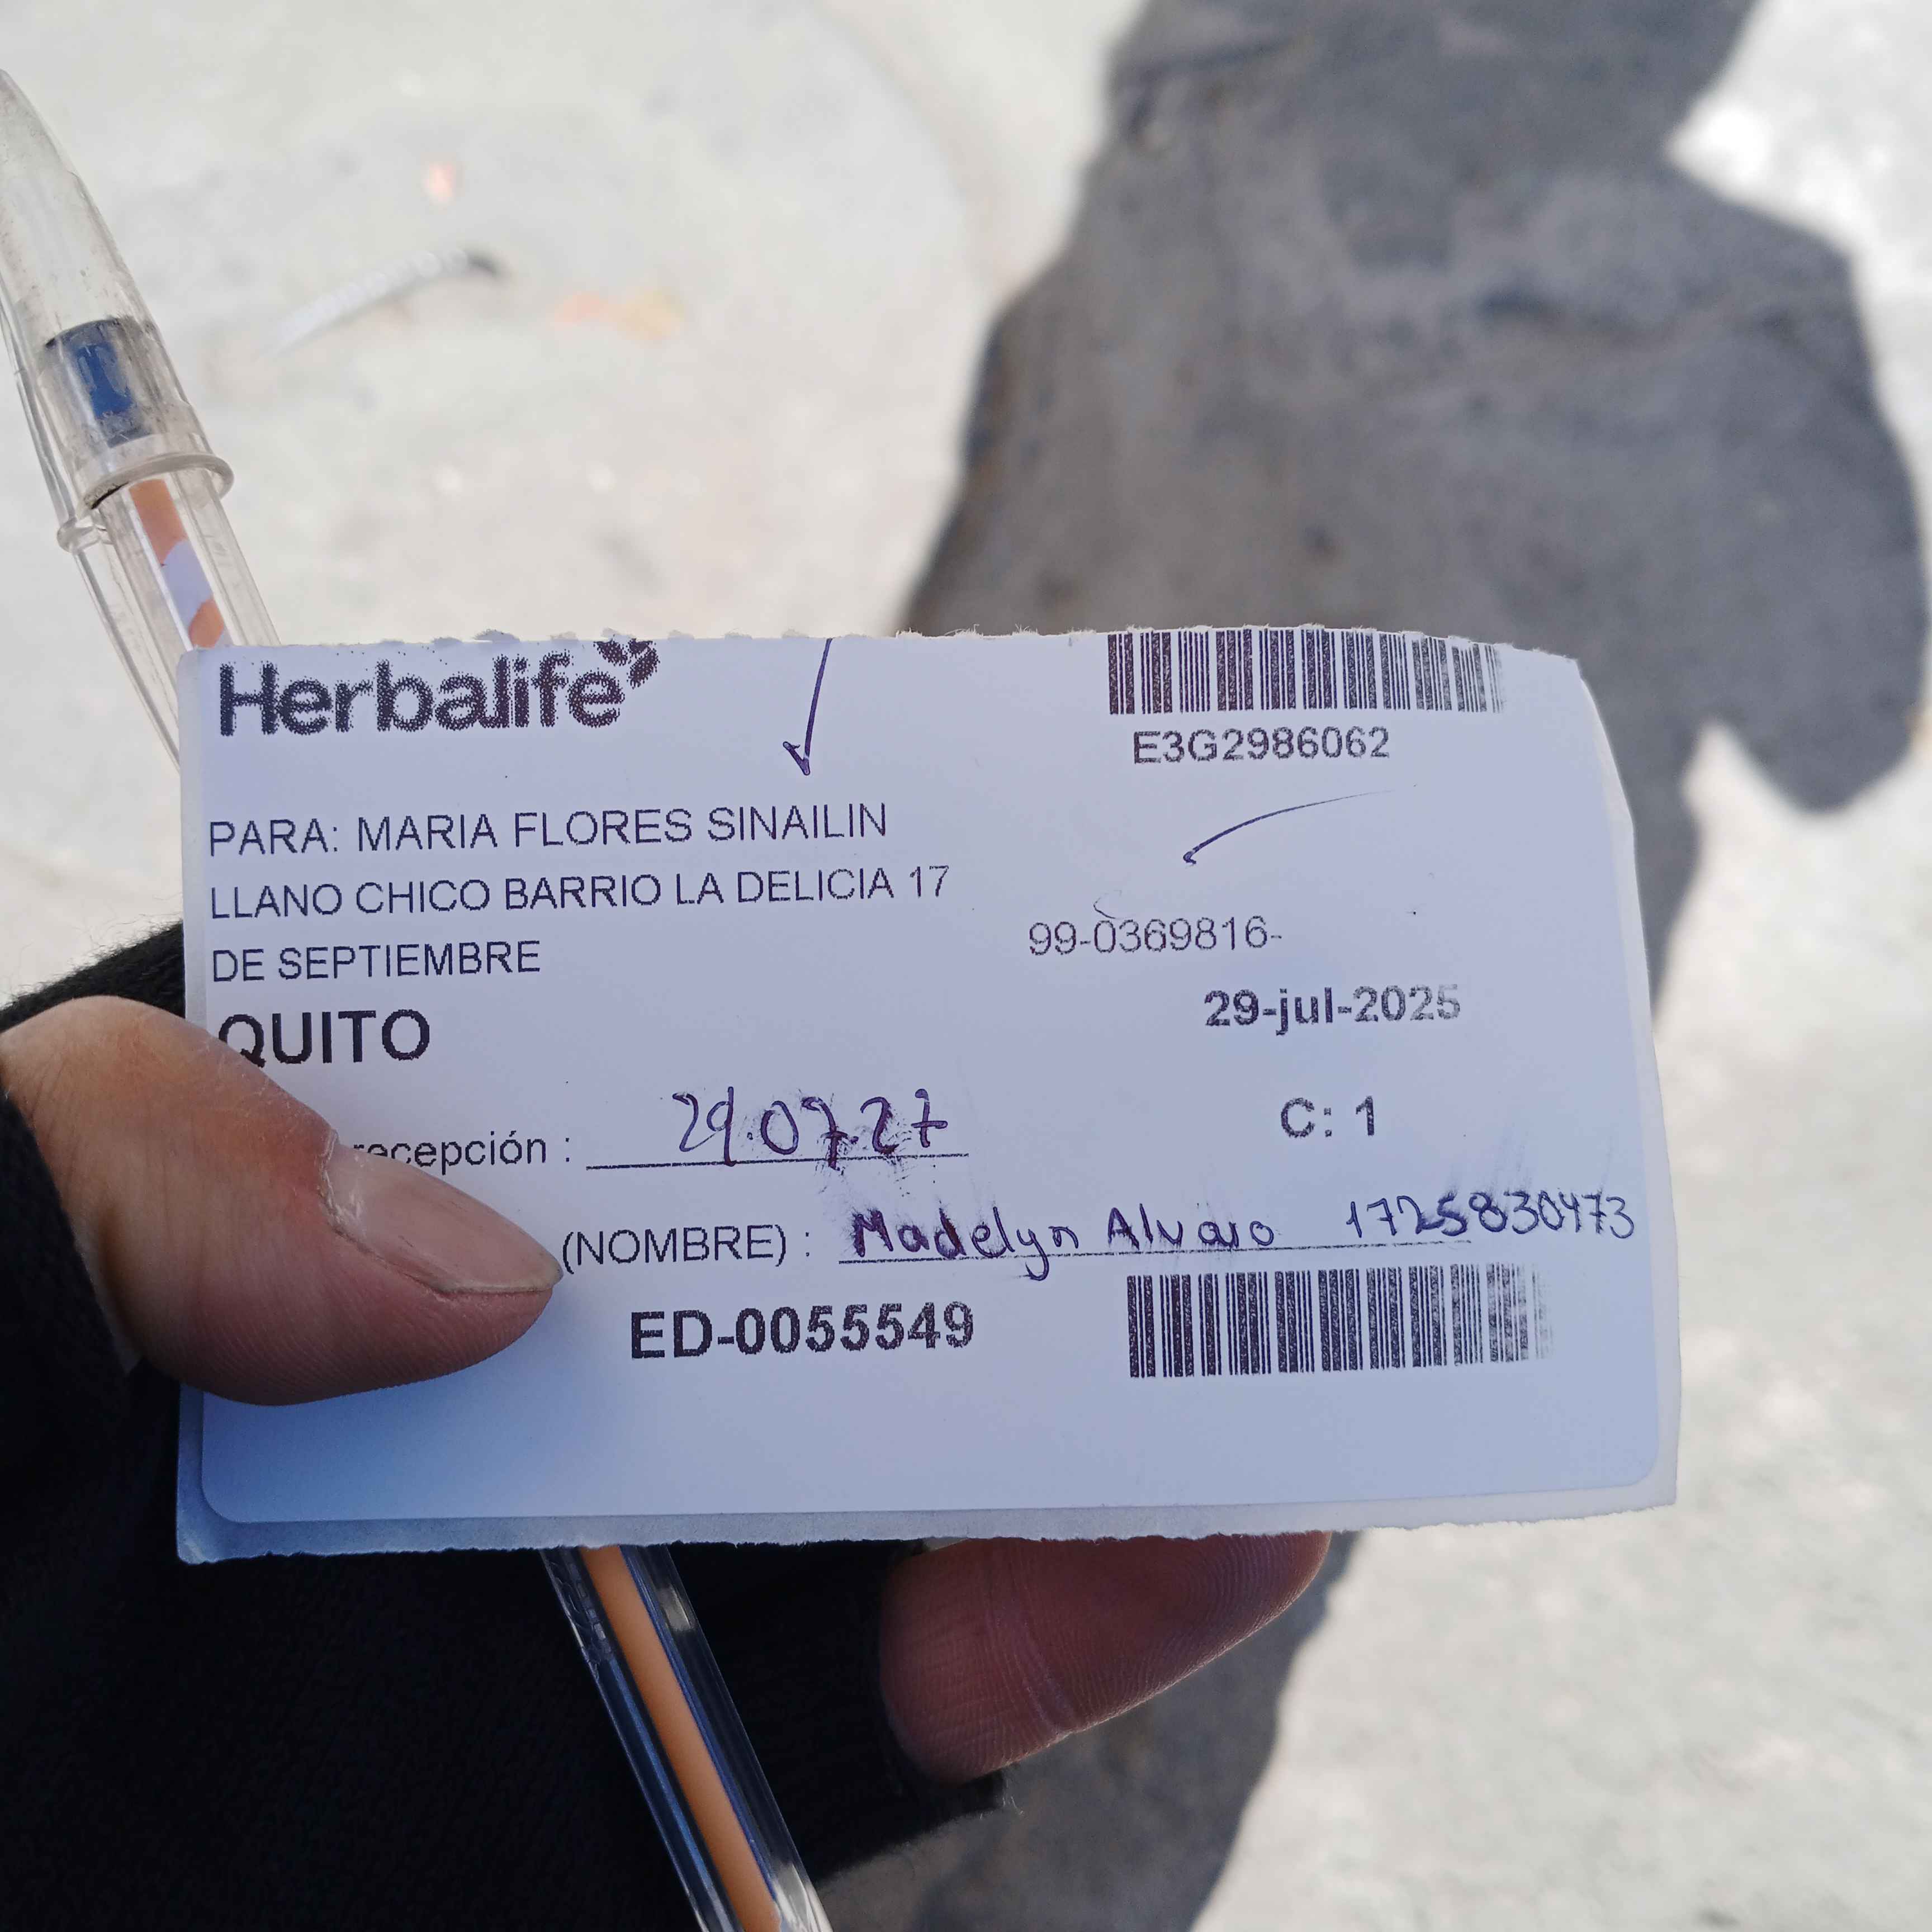 Herbalife
E3G2986062
PARA: MARIA FLORES SINAILIN
LLANO CHICO BARRIO LA DELICIA 17
DE SEPTIEMBRE
99-0369816-
QUITO
29-jul-2025
recepción : 29.07.27
C: 1
(NOMBRE) : Madelyn Alvaro 1725830473
ED-0055549